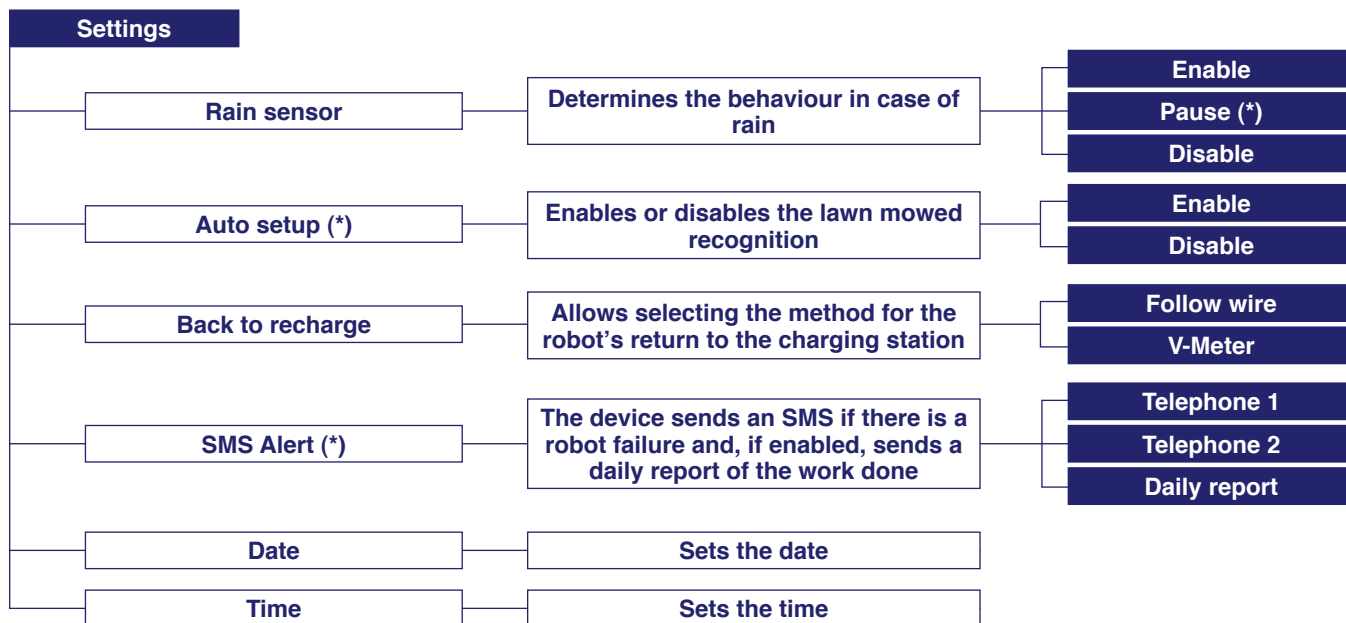 Settings
Rain sensor
Determines the behaviour in case of
rain
Enable
Pause (*)
Disable
Auto setup (*)
Enables or disables the lawn mowed
recognition
Enable
Disable
Back to recharge
Allows selecting the method for the
robot's return to the charging station
Follow wire
V-Meter
SMS Alert (*)
The device sends an SMS if there is a
robot failure and, if enabled, sends a
daily report of the work done
Telephone 1
Telephone 2
Daily report
Date
Sets the date
Time
Sets the time